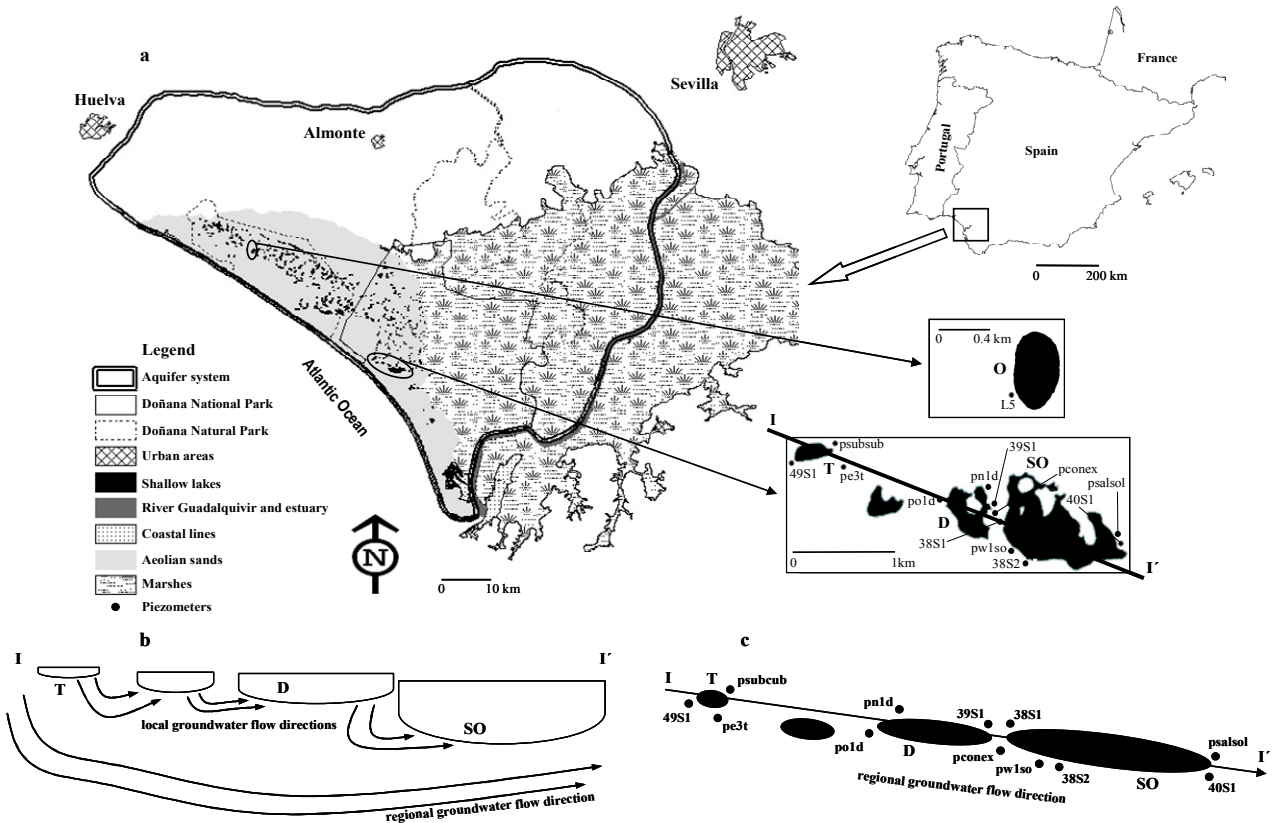 a
Huelva
Almonte
Sevilla
France
Portugal
Spain
0 200 km
Atlantic Ocean
Legend
Aquifer system
Doñana National Park
Doñana Natural Park
Urban areas
Shallow lakes
River Guadalquivir and estuary
Coastal lines
Aeolian sands
Marshes
Piezometers
N
0 10 km
0 0.4 km
O
L5
I
psubsub
49S1
T
pe3t
39S1
SO
pn1d
pconex
psalsol
po1d
40S1
D
38S1
pw1so
38S2
0 1km
I´
b
I
I´
T
D
SO
local groundwater flow directions
regional groundwater flow direction
c
I
T
psubcub
49S1
pe3t
pn1d
po1d
D
39S1
38S1
pconex
pw1so
38S2
SO
psalsol
I´
40S1
regional groundwater flow direction